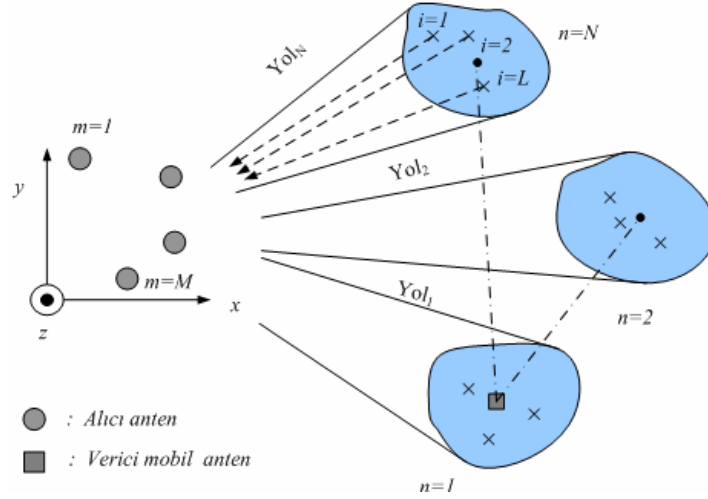 i=1
i=2
n=N
i=L
Yol_N
m=1
y
Yol_2
m=M
x
z
Yol_1
n=2
: Alıcı anten
: Verici mobil anten
n=1